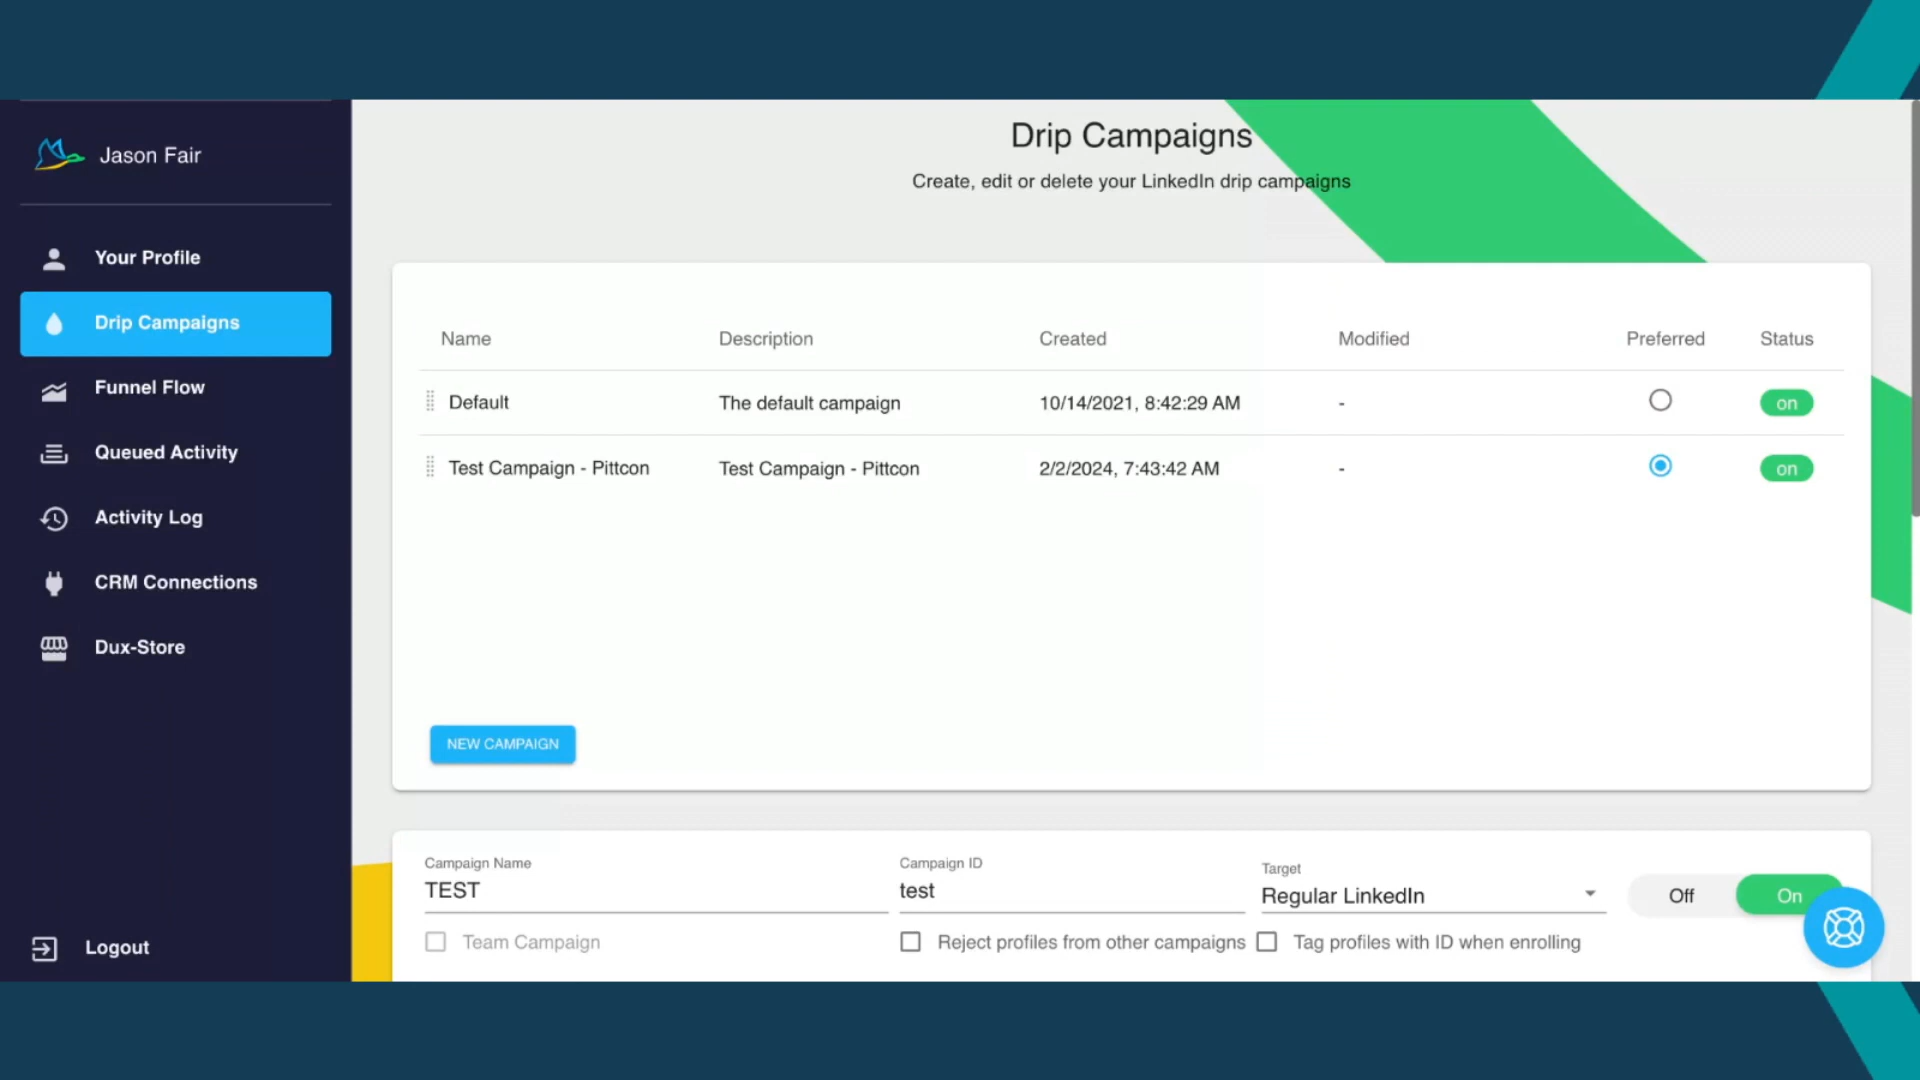 Jason Fair
Your Profile
Drip Campaigns
Funnel Flow
Queued Activity
Activity Log
CRM Connections
Dux-Store
Logout
Drip Campaigns
Create, edit or delete your LinkedIn drip campaigns
Name Description Created Modified Preferred Status
Default The default campaign 10/14/2021, 8:42:29 AM - on
Test Campaign - Pittcon Test Campaign - Pittcon 2/2/2024, 7:43:42 AM - on
NEW CAMPAIGN
Campaign Name Campaign ID Target
TEST test Regular LinkedIn Off On
Team Campaign Reject profiles from other campaigns Tag profiles with ID when enrolling